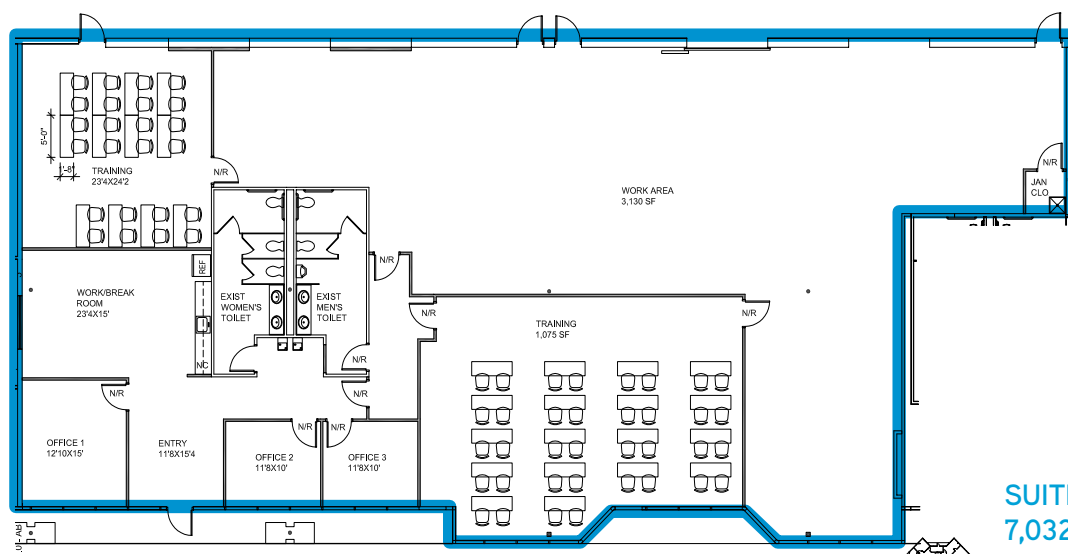 5'-0"
'-8"
TRAINING
23'4X24'2
N/R
N/R
JAN
CLO
WORK AREA
3,130 SF
REF
WORK/BREAK
ROOM
23'4X15'
EXIST
WOMEN'S
TOILET
EXIST
MEN'S
TOILET
N/R
N/R
N/R
TRAINING
1,075 SF
NC
N/R
N/R
N/R
OFFICE 1
12'10X15'
ENTRY
11'8X15'4
N/R
N/R
OFFICE 2
11'8X10'
OFFICE 3
11'8X10'
7,032